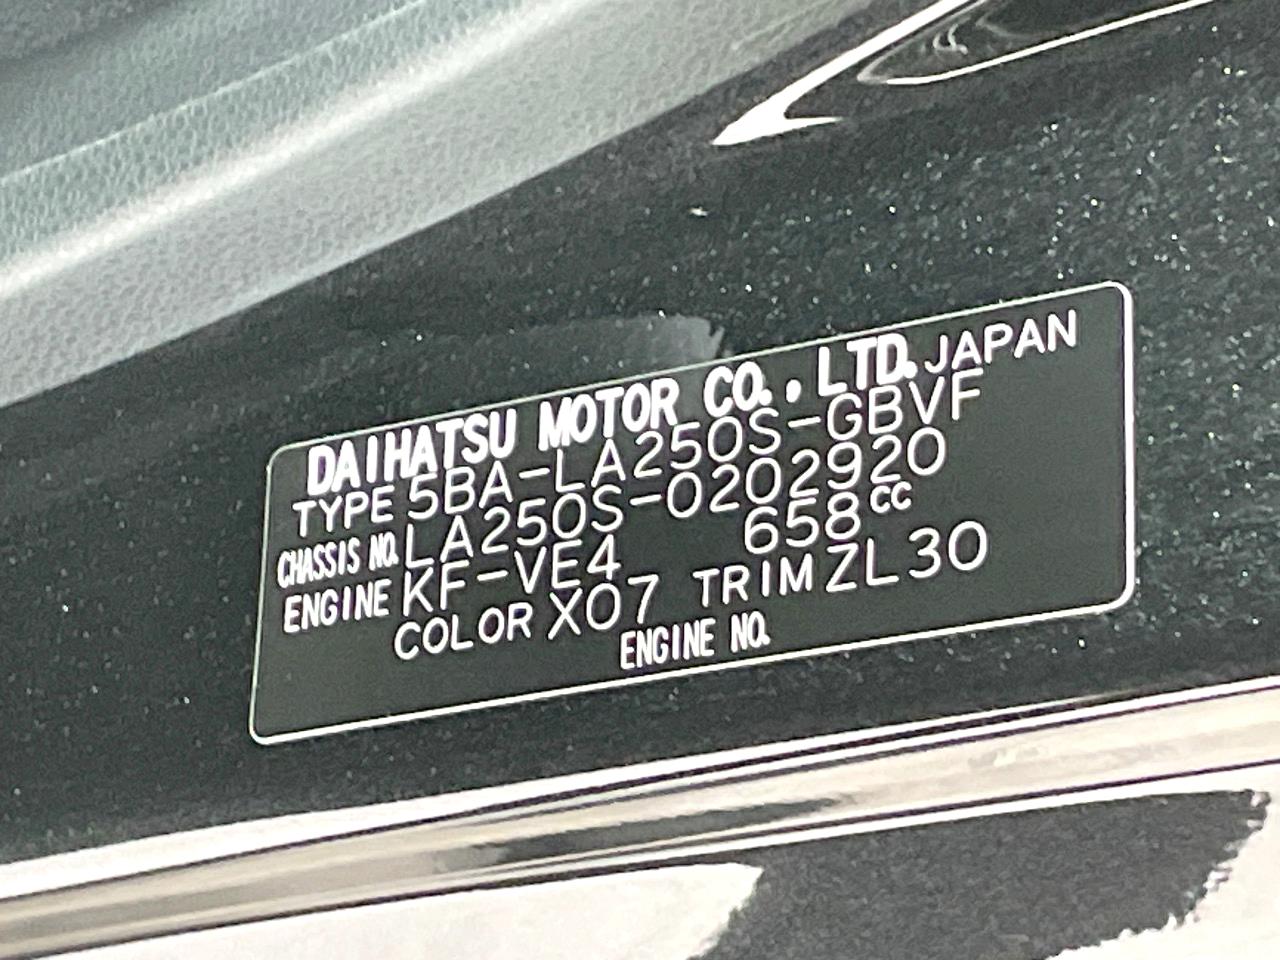 DAIHATSU MOTOR CO., LTD. JAPAN
TYPE 5BA-LA250S-GBVF
CHASSIS NO. LA250S-0202920
ENGINE KF-VE4 658cc
COLOR X07 TRIM ZL30
ENGINE NO.